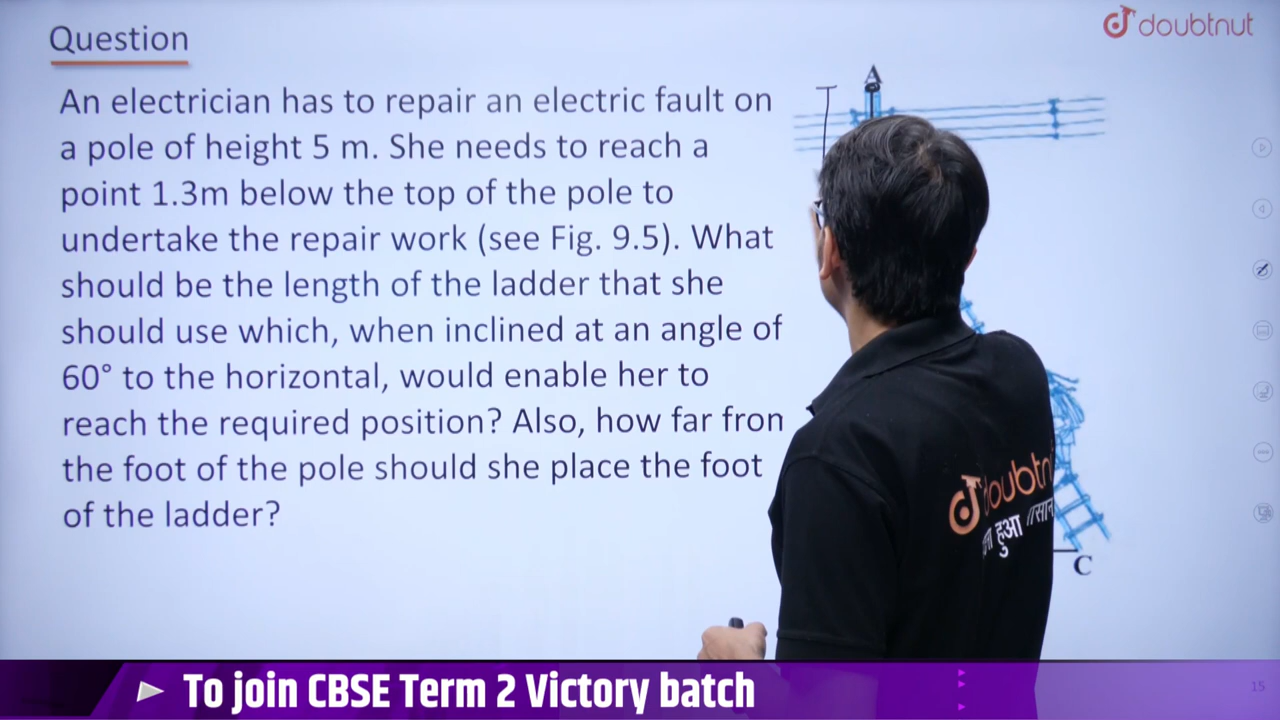 Question
doubtnut
An electrician has to repair an electric fault on
a pole of height 5 m. She needs to reach a
point 1.3m below the top of the pole to
undertake the repair work (see Fig. 9.5). What
should be the length of the ladder that she
should use which, when inclined at an angle of
60° to the horizontal, would enable her to
reach the required position? Also, how far fron
the foot of the pole should she place the foot
of the ladder?
A
C
doubtn
हुआ
To join CBSE Term 2 Victory batch
15